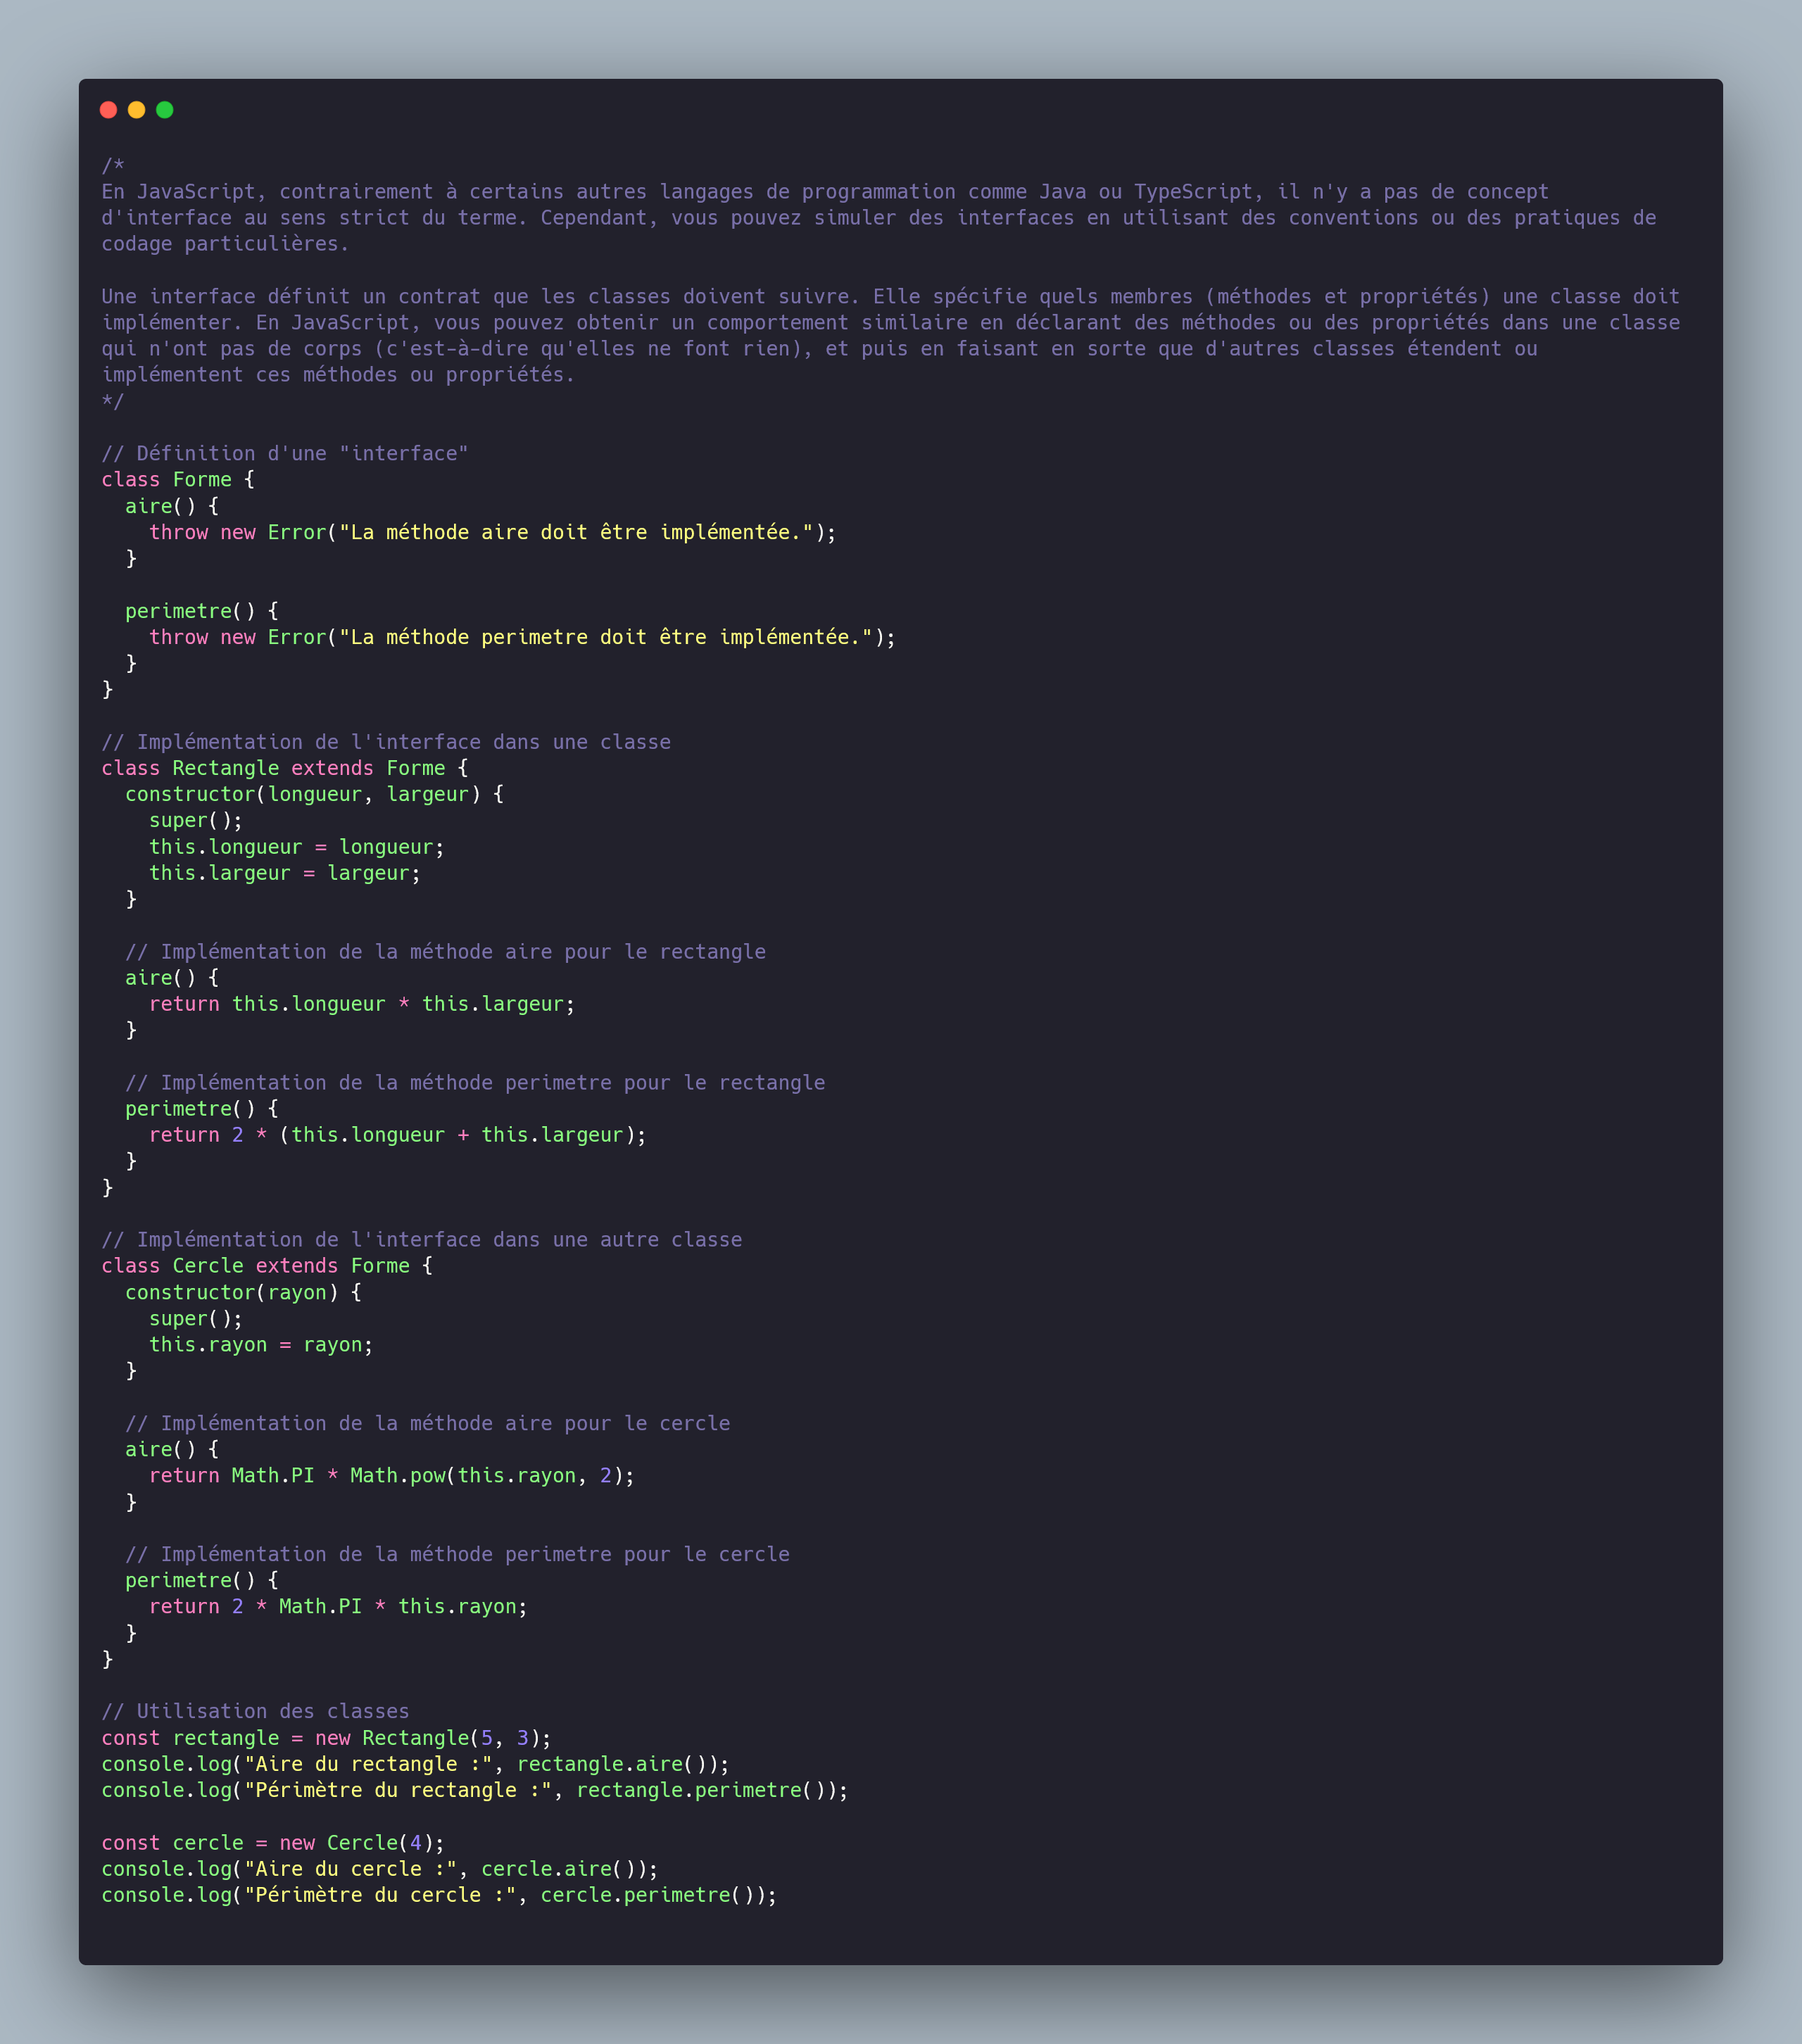 /*
En JavaScript, contrairement à certains autres langages de programmation comme Java ou TypeScript, il n'y a pas de concept
d'interface au sens strict du terme. Cependant, vous pouvez simuler des interfaces en utilisant des conventions ou des pratiques de
codage particulières.

Une interface définit un contrat que les classes doivent suivre. Elle spécifie quels membres (méthodes et propriétés) une classe doit
implémenter. En JavaScript, vous pouvez obtenir un comportement similaire en déclarant des méthodes ou des propriétés dans une classe
qui n'ont pas de corps (c'est-à-dire qu'elles ne font rien), et puis en faisant en sorte que d'autres classes étendent ou
implémentent ces méthodes ou propriétés.
*/

// Définition d'une "interface"
class Forme {
  aire() {
    throw new Error("La méthode aire doit être implémentée.");
  }

  perimetre() {
    throw new Error("La méthode perimetre doit être implémentée.");
  }
}

// Implémentation de l'interface dans une classe
class Rectangle extends Forme {
  constructor(longueur, largeur) {
    super();
    this.longueur = longueur;
    this.largeur = largeur;
  }

  // Implémentation de la méthode aire pour le rectangle
  aire() {
    return this.longueur * this.largeur;
  }

  // Implémentation de la méthode perimetre pour le rectangle
  perimetre() {
    return 2 * (this.longueur + this.largeur);
  }
}

// Implémentation de l'interface dans une autre classe
class Cercle extends Forme {
  constructor(rayon) {
    super();
    this.rayon = rayon;
  }

  // Implémentation de la méthode aire pour le cercle
  aire() {
    return Math.PI * Math.pow(this.rayon, 2);
  }

  // Implémentation de la méthode perimetre pour le cercle
  perimetre() {
    return 2 * Math.PI * this.rayon;
  }
}

// Utilisation des classes
const rectangle = new Rectangle(5, 3);
console.log("Aire du rectangle :", rectangle.aire());
console.log("Périmètre du rectangle :", rectangle.perimetre());

const cercle = new Cercle(4);
console.log("Aire du cercle :", cercle.aire());
console.log("Périmètre du cercle :", cercle.perimetre());